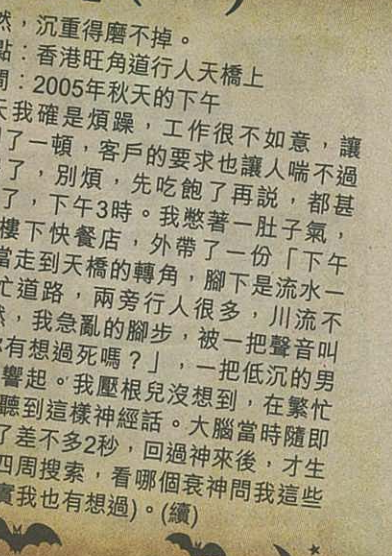 然，沉重得磨不掉。
點：香港旺角道行人天橋上
間：2005年秋天的下午
天我確是煩躁，工作很不如意，讓
了一頓，客戶的要求也讓人喘不過
了，別煩，先吃飽了再説，都甚
了，下午3時。我憋著一肚子氣，
樓下快餐店，外帶了一份「下午
當走到天橋的轉角，腳下是流水一
忙道路，兩旁行人很多，川流不
然，我急亂的腳步，被一把聲音叫
你有想過死嗎？」，一把低沉的男
響起。我壓根兒沒想到，在繁忙
聽到這樣神經話。大腦當時隨即
了差不多2秒，回過神來後，才生
四周搜索，看哪個衰神問我這些
實我也有想過)。(續)